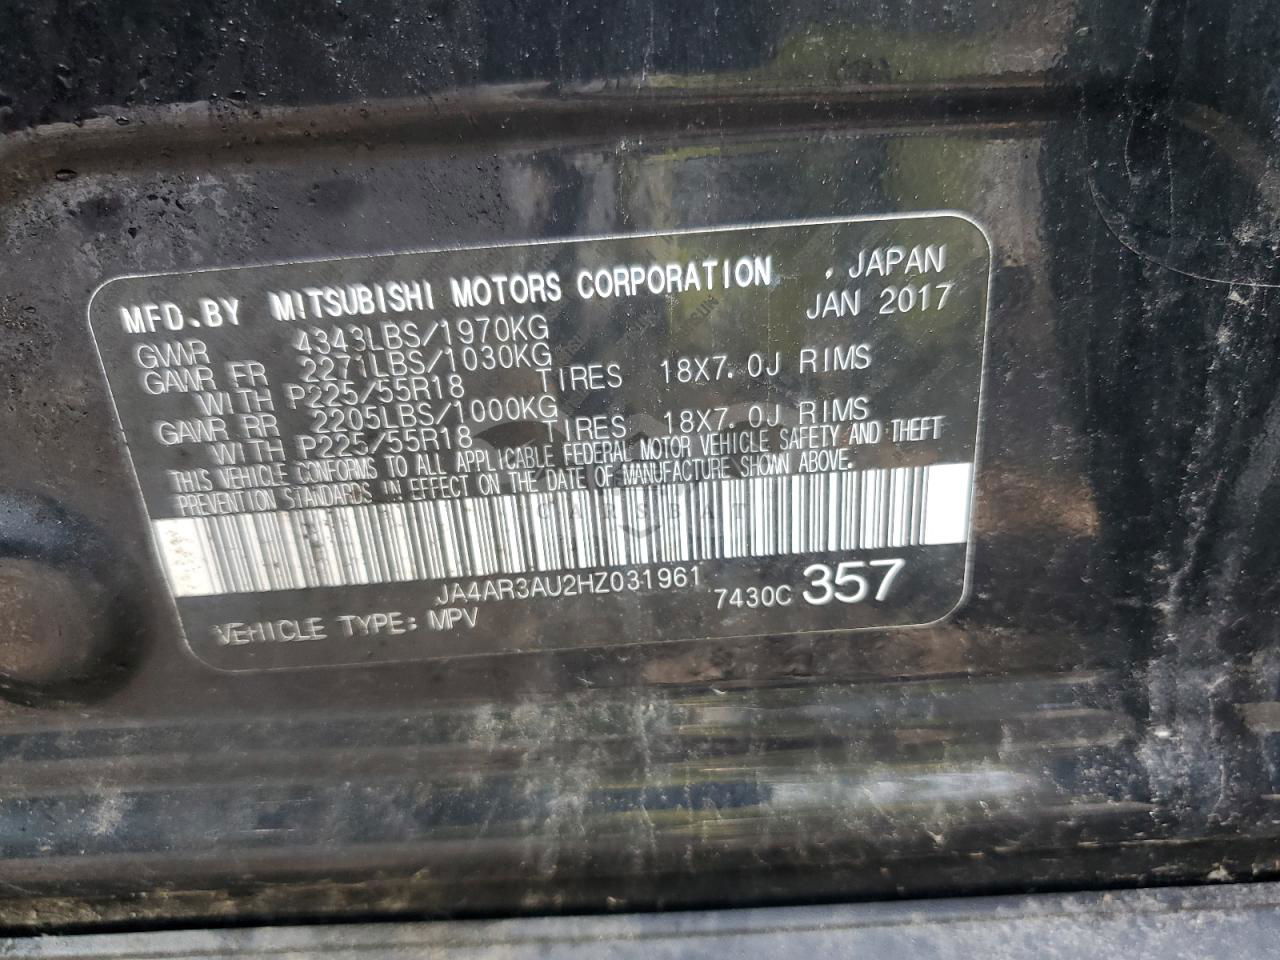 MFD.BY MITSUBISHI MOTORS CORPORATION , JAPAN
JAN 2017
GVWR 4343LBS/1970KG
GAWR FR 2271LBS/1030KG
WITH P225/55R18 TIRES 18X7.0J RIMS
GAWR RR 2205LBS/1000KG
WITH P225/55R18 TIRES 18X7.0J RIMS
THIS VEHICLE CONFORMS TO ALL APPLICABLE FEDERAL MOTOR VEHICLE SAFETY AND THEFT
PREVENTION STANDARDS IN EFFECT ON THE DATE OF MANUFACTURE SHOWN ABOVE.
CARSBAT
JA4AR3AU2HZ031961
7430C 357
VEHICLE TYPE: MPV